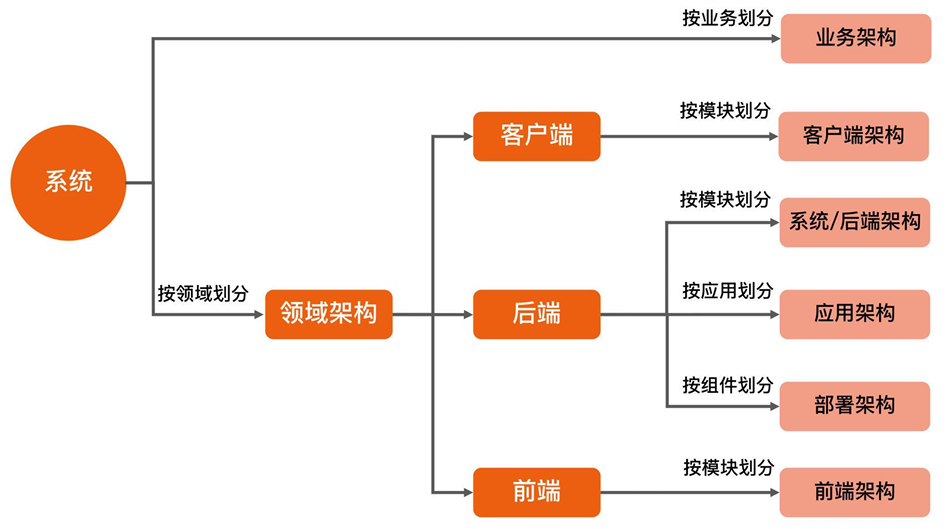 按业务划分
业务架构
按模块划分
客户端
客户端架构
系统
按模块划分
系统/后端架构
按领域划分
领域架构
后端
按应用划分
应用架构
按组件划分
部署架构
按模块划分
前端
前端架构